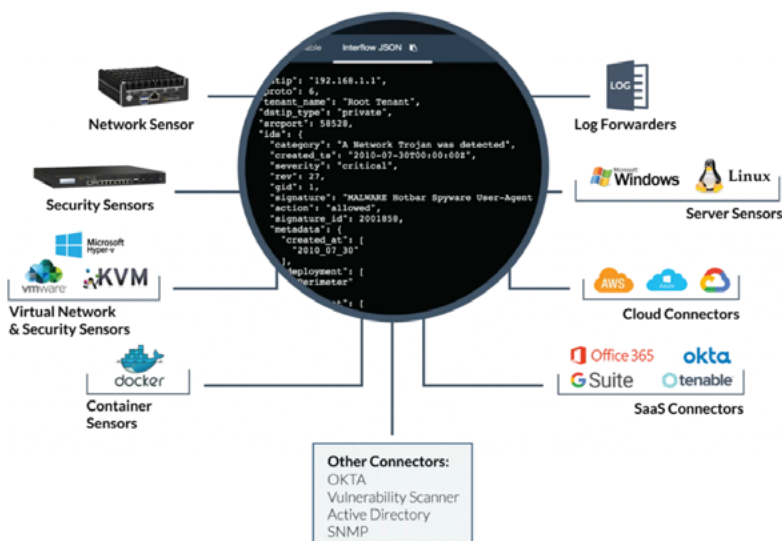 able
Interflow JSON
tip": "192.168.1.1",
proto": 6,
"tenant_name": "Root Tenant",
"dstip_type": "private",
"srcport": 58528,
"ids": {
"category": "A Network Trojan was detected",
"created_ts": "2010-07-30T00:00:00Z",
"severity": "critical",
"rev": 27,
"gid": 1,
"signature": "MALWARE Hotbar Spyware User-Agent
"action": "allowed",
"signature_id": 2001858,
"metadata": {
"created_at": [
"2010_07_30"
],
deployment": [
Perimeter"
Network Sensor
Security Sensors
Microsoft
Hyper-v
vmware
KVM
Virtual Network
& Security Sensors
docker
Container
Sensors
LOG
Log Forwarders
Microsoft
Windows
Linux
Server Sensors
AWS
Azure
Cloud Connectors
Office 365
okta
G Suite
tenable
SaaS Connectors
Other Connectors:
OKTA
Vulnerability Scanner
Active Directory
SNMP